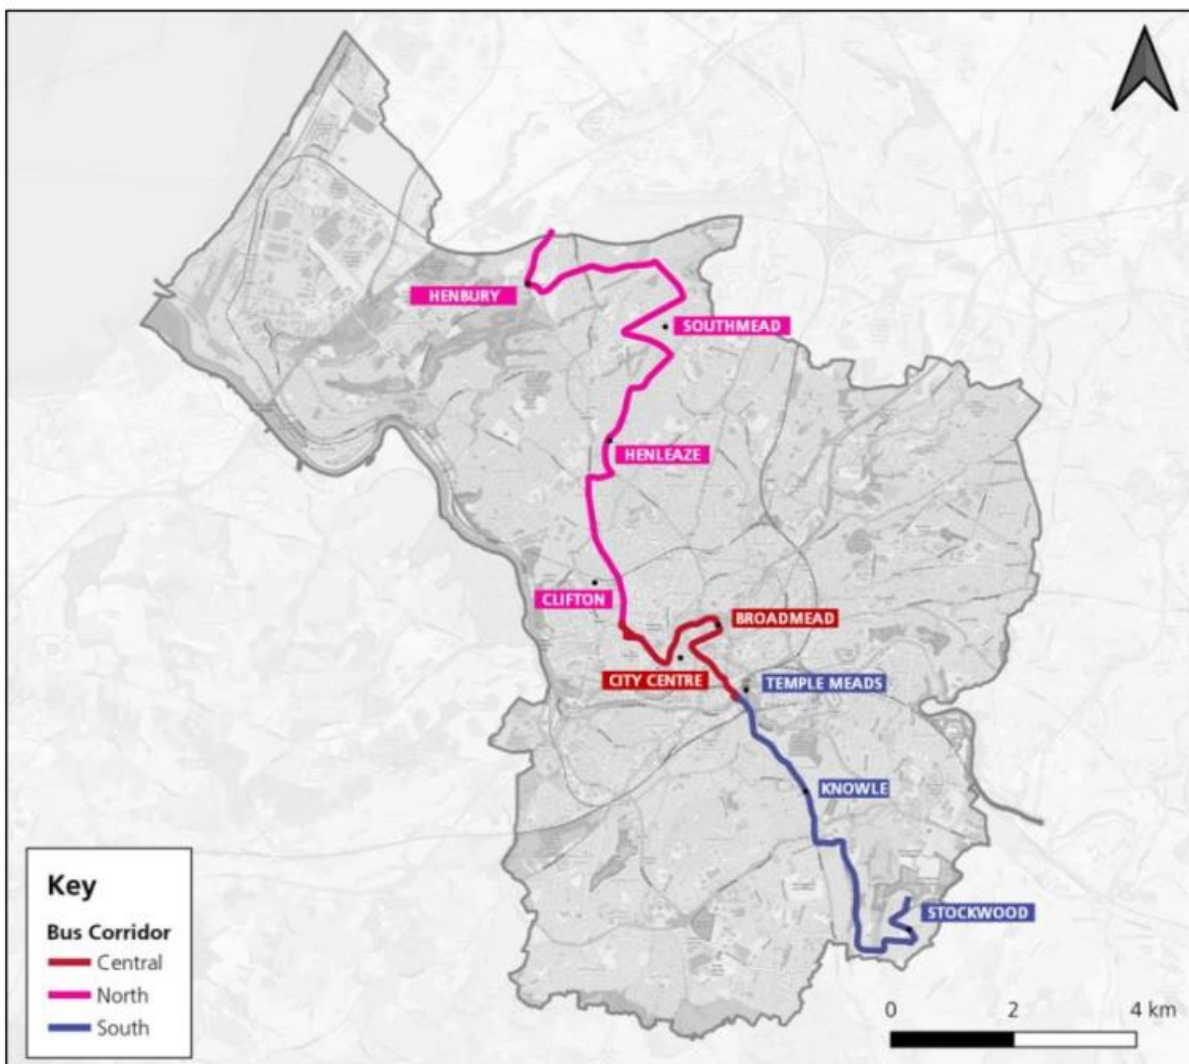 HENBURY
SOUTHMEAD
HENLEAZE
CLIFTON
BROADMEAD
CITY CENTRE
TEMPLE MEADS
KNOWLE
STOCKWOOD
Key
Bus Corridor
Central
North
South
0 2 4 km